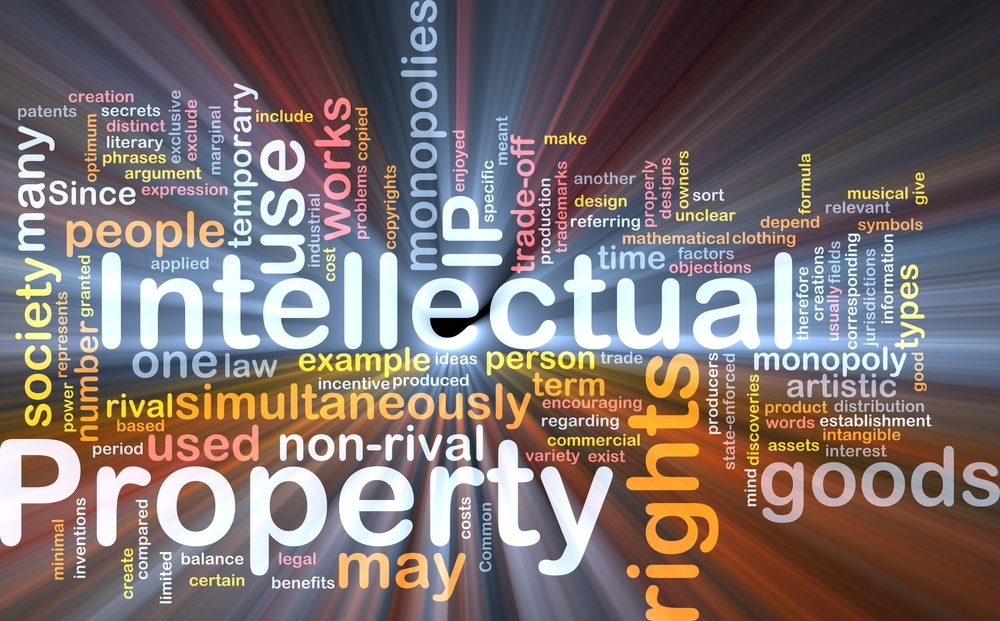 monopolies
creation
patents
secrets
optimum
distinct
exclusive
exclude
literary
marginal
phrases
argument
Since
expression
many
temporary
include
use
works
problems
copied
industrial
cost
copyrights
enjoyed
IP
specific
meant
trade-off
make
production
trademarks
another
design
properly
designs
owners
sort
referring
unclear
formula
musical
give
relevant
depend
symbols
mathematical
clothing
people
applied
time
factors
objections
Intellectual
therefore
creations
usually
fields
corresponding
jurisdictions
information
types
society
represents
granted
power
number
one
law
example
ideas
person
trade
monopoly
good
incentive
produced
term
artistic
rival
simultaneously
encouraging
rights
producers
state-enforced
discoveries
product
distribution
based
regarding
words
establishment
period
used
non-rival
commercial
intangible
assets
interest
variety
exist
mind
goods
Property
minimal
inventions
create
compared
limited
balance
legal
certain
benefits
may
costs
Common